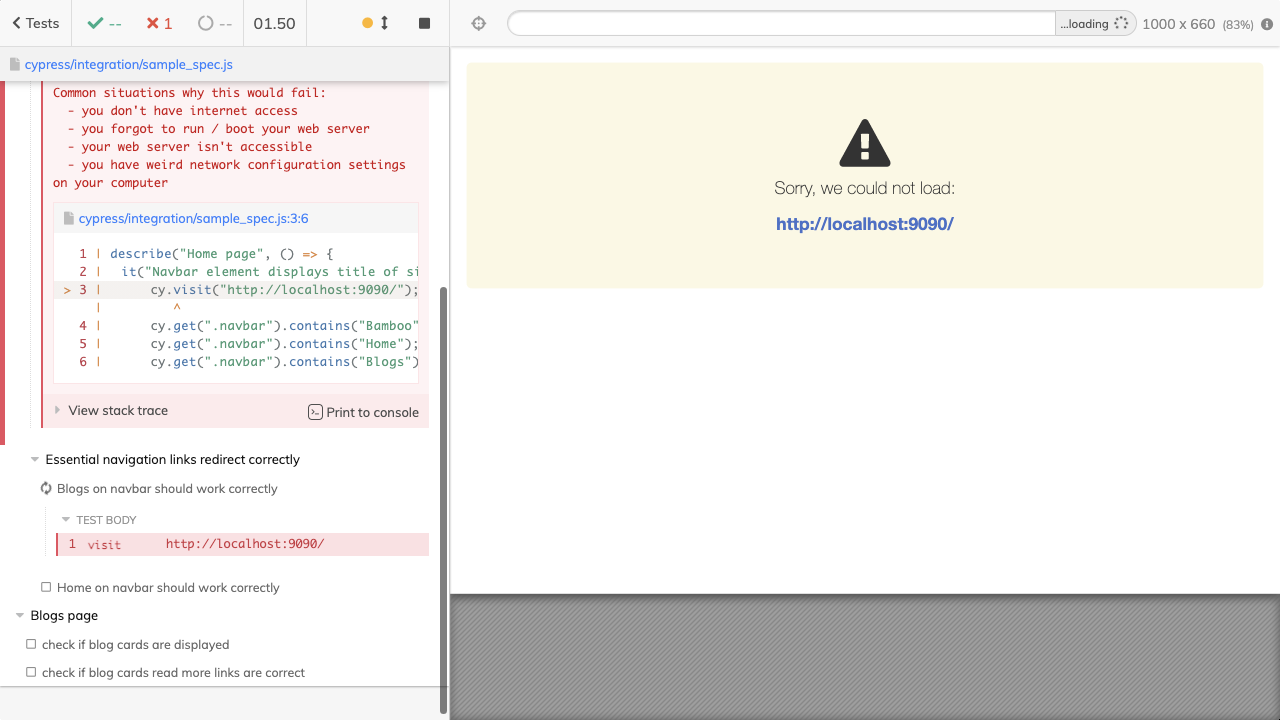 Tests
--
1
--
01.50
...loading
1000 x 660 (83%)
cypress/integration/sample_spec.js
Common situations why this would fail:
- you don't have internet access
- you forgot to run / boot your web server
- your web server isn't accessible
- you have weird network configuration settings
on your computer
cypress/integration/sample_spec.js:3:6
1 | describe("Home page", () => {
2 | it("Navbar element displays title of si
> 3 | cy.visit("http://localhost:9090/");
| ^
4 | cy.get(".navbar").contains("Bamboo"
5 | cy.get(".navbar").contains("Home");
6 | cy.get(".navbar").contains("Blogs")
View stack trace
Print to console
Essential navigation links redirect correctly
Blogs on navbar should work correctly
TEST BODY
1 visit http://localhost:9090/
Home on navbar should work correctly
Blogs page
check if blog cards are displayed
check if blog cards read more links are correct
Sorry, we could not load:
http://localhost:9090/